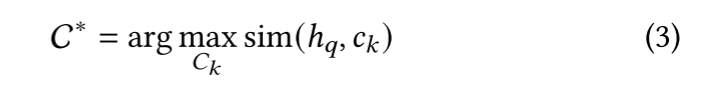 C* = arg max sim(h_q, c_k) (3)
C_k